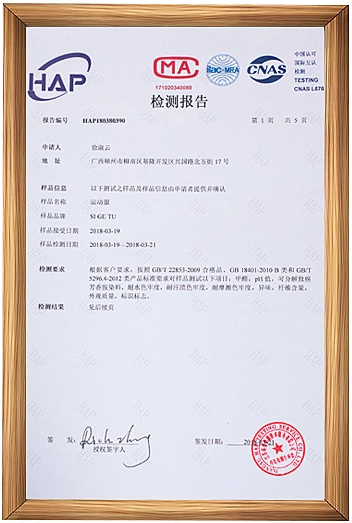 HAP
MA
ilac-MRA
CNAS
中国认可
国际互认
检测
TESTING
CNAS L676
171020340088
检测报告
报告编号 HAP180380390 第 1 页 共 5 页
申请人 徐淑云
地 址 广西柳州市柳南区基隆开发区兴国路北五街 17 号
样品信息 以下测试之样品及样品信息由申请者提供并确认
样品名称 运动服
样品品牌 SI GE TU
样品接受日期 2018-03-19
样品检测日期 2018-03-19—2018-03-21
检测要求 根据客户要求，按照 GB/T 22853-2009 合格品、GB 18401-2010 B 类和 GB/T
5296.4-2012 类产品标准要求对样品测试以下项目：甲醛，pH 值，可分解致癌
芳香胺染料，耐水色牢度，耐汗渍色牢度，耐摩擦色牢度，异味，纤维含量，
外观质量，标识标志。
检测结果 见后续页
签 发：
授权签字人
签发日期：